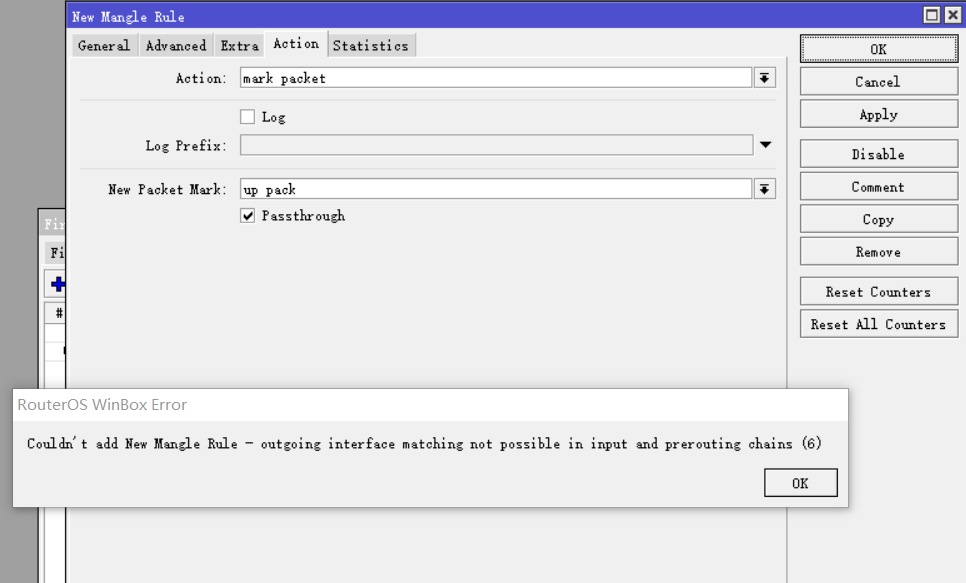 New Mangle Rule
General Advanced Extra Action Statistics
OK
Action: mark packet
Cancel
Log
Apply
Log Prefix:
Disable
New Packet Mark: up pack
Comment
Passthrough
Copy
Fir
Fi
Remove
#
Reset Counters
Reset All Counters
RouterOS WinBox Error
Couldn't add New Mangle Rule - outgoing interface matching not possible in input and prerouting chains (6)
OK